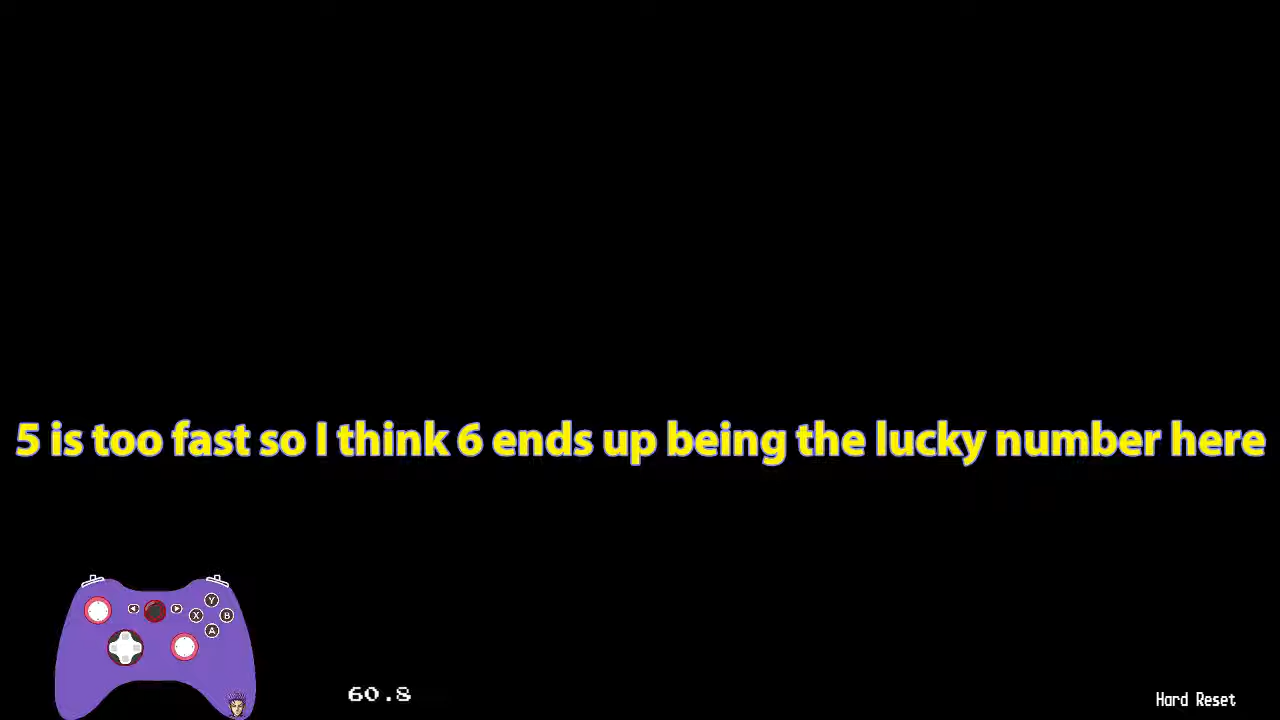 5 is too fast so I think 6 ends up being the lucky number here
Y
X B
A
60.8
Hard Reset